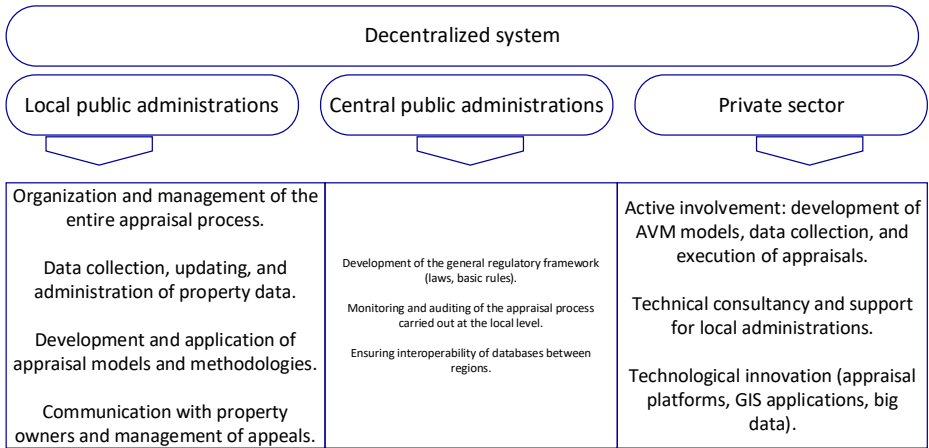 Decentralized system
Local public administrations
Central public administrations
Private sector
Organization and management of the
entire appraisal process.
Data collection, updating, and
administration of property data.
Development and application of
appraisal models and methodologies.
Communication with property
owners and management of appeals.
Development of the general regulatory framework
(laws, basic rules).
Monitoring and auditing of the appraisal process
carried out at the local level.
Ensuring interoperability of databases between
regions.
Active involvement: development of
AVM models, data collection, and
execution of appraisals.
Technical consultancy and support
for local administrations.
Technological innovation (appraisal
platforms, GIS applications, big
data).